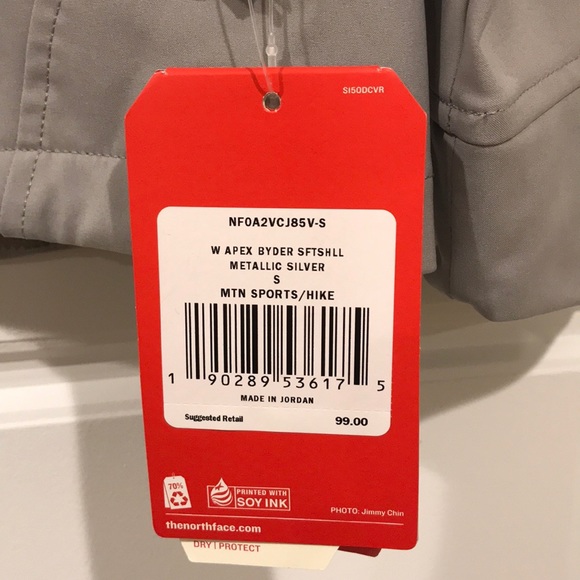 SI50DCVR
NF0A2VCJ85V-S
W APEX BYDER SFTSHLL
METALLIC SILVER
S
MTN SPORTS/HIKE
1 90289 53617 5
MADE IN JORDAN
Suggested Retail 99.00
70%
PRINTED WITH
SOY INK
PHOTO: Jimmy Chin
thenorthface.com
DRY | PROTECT